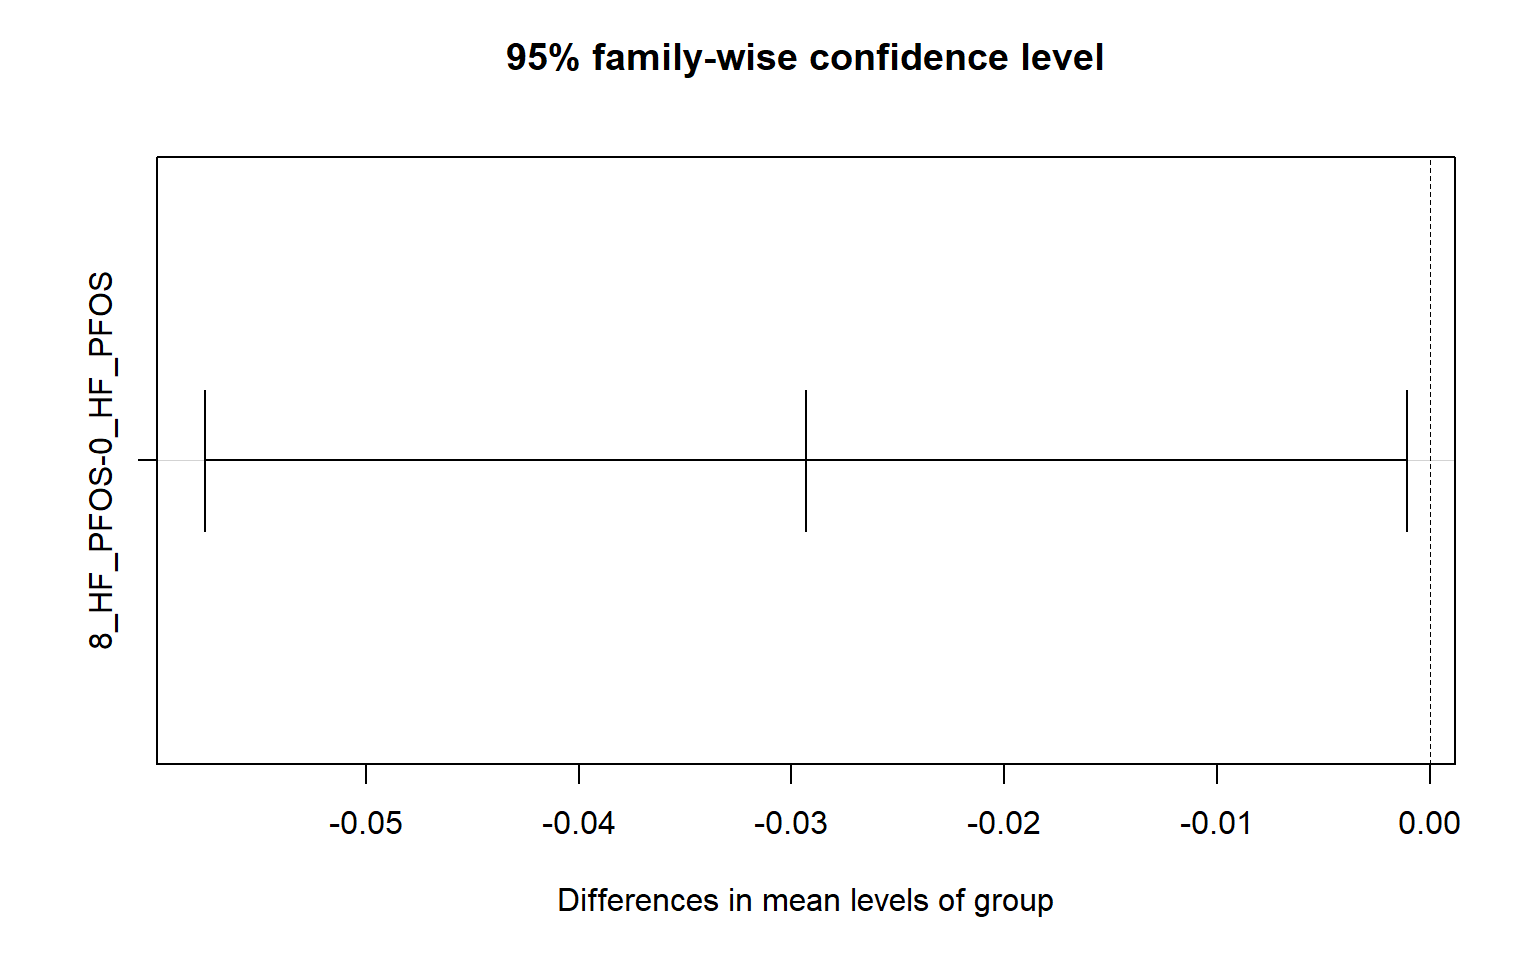 95% family-wise confidence level
8_HF_PFOS-0_HF_PFOS
-0.05 -0.04 -0.03 -0.02 -0.01 0.00
Differences in mean levels of group